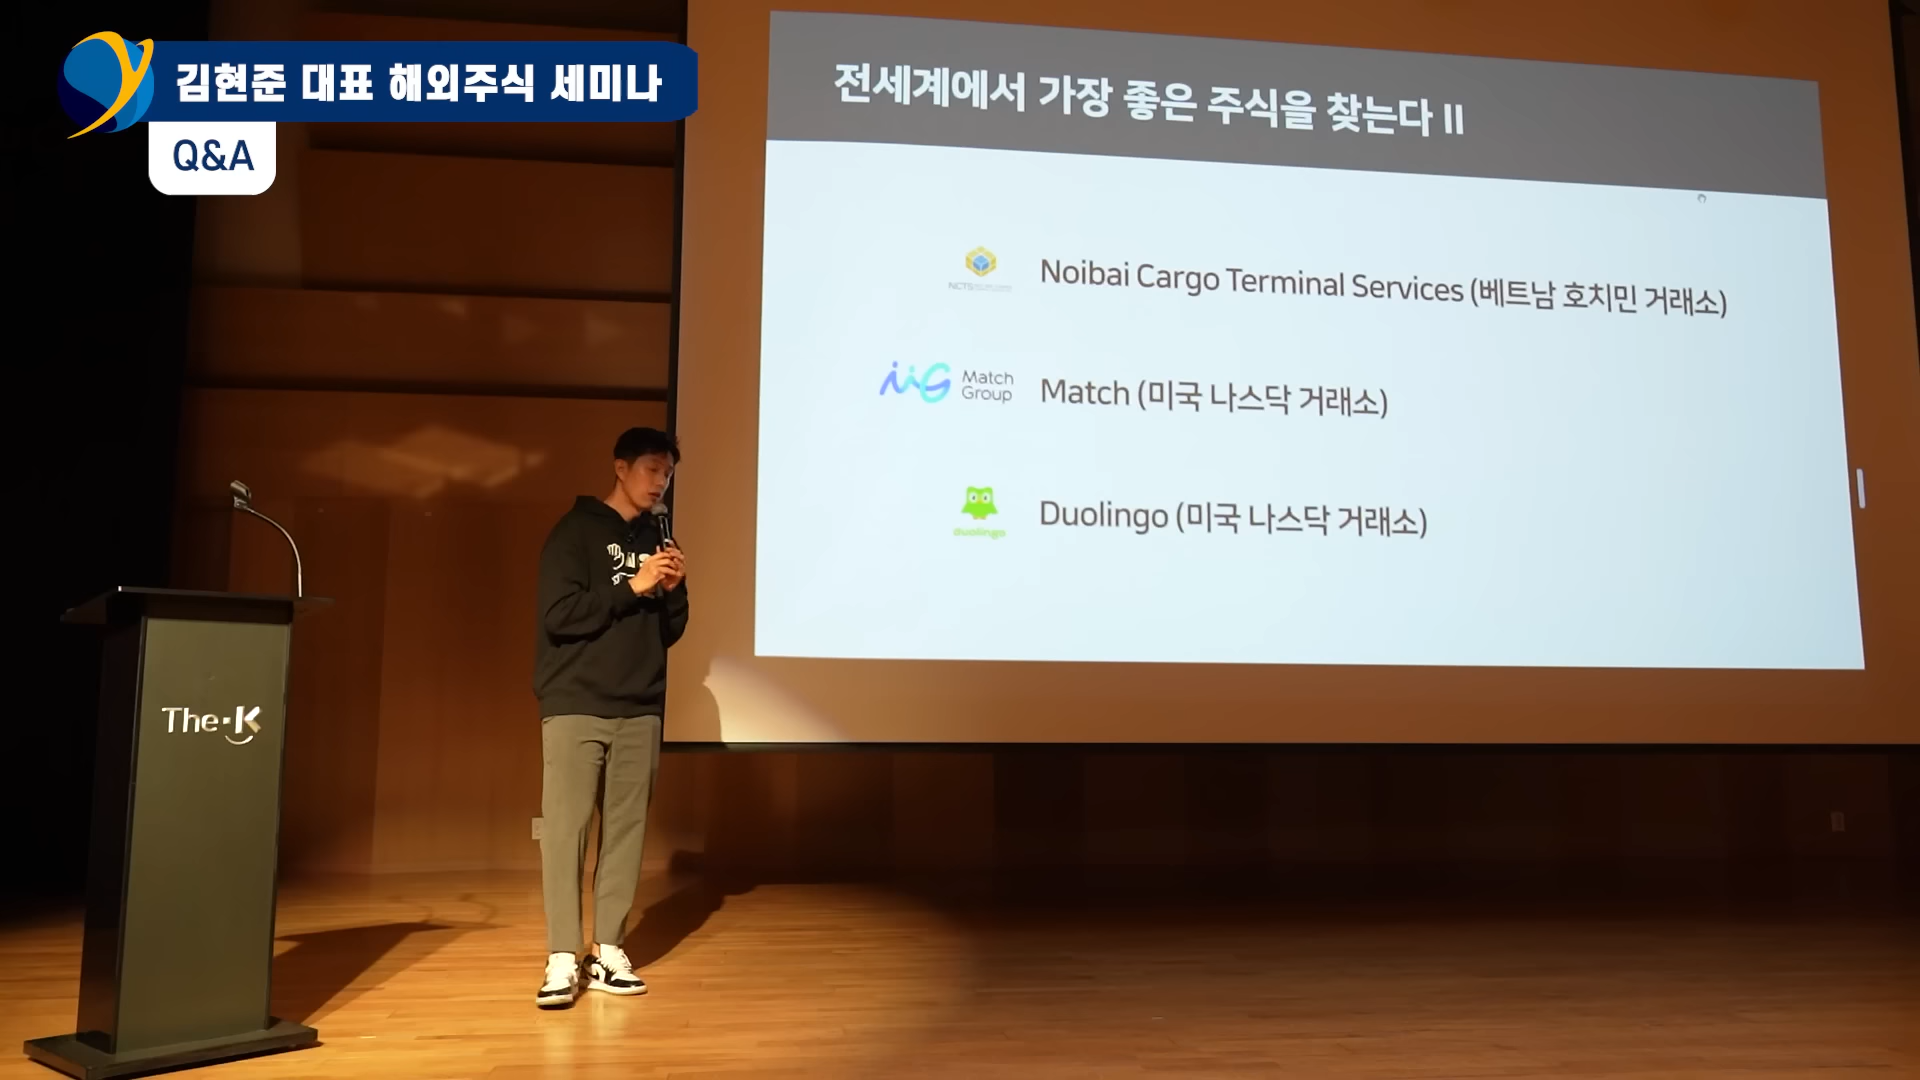 김현준 대표 해외주식 세미나
Q&A
전세계에서 가장 좋은 주식을 찾는다 II
NCTS
Noibai Cargo Terminal Services (베트남 호치민 거래소)
Match
Group
Match (미국 나스닥 거래소)
duolingo
Duolingo (미국 나스닥 거래소)
The·K